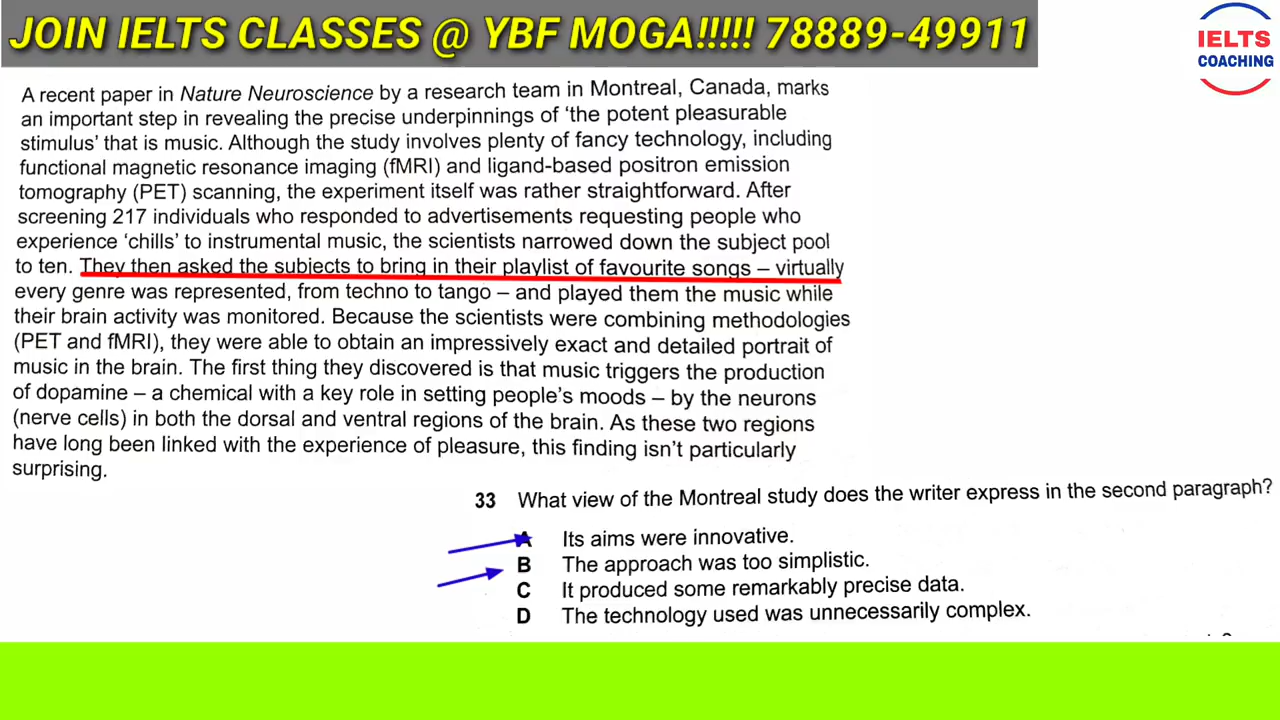 JOIN IELTS CLASSES @ YBF MOGA!!!!! 78889-49911
IELTS
COACHING
A recent paper in Nature Neuroscience by a research team in Montreal, Canada, marks
an important step in revealing the precise underpinnings of ‘the potent pleasurable
stimulus’ that is music. Although the study involves plenty of fancy technology, including
functional magnetic resonance imaging (fMRI) and ligand-based positron emission
tomography (PET) scanning, the experiment itself was rather straightforward. After
screening 217 individuals who responded to advertisements requesting people who
experience ‘chills’ to instrumental music, the scientists narrowed down the subject pool
to ten. They then asked the subjects to bring in their playlist of favourite songs – virtually
every genre was represented, from techno to tango – and played them the music while
their brain activity was monitored. Because the scientists were combining methodologies
(PET and fMRI), they were able to obtain an impressively exact and detailed portrait of
music in the brain. The first thing they discovered is that music triggers the production
of dopamine – a chemical with a key role in setting people’s moods – by the neurons
(nerve cells) in both the dorsal and ventral regions of the brain. As these two regions
have long been linked with the experience of pleasure, this finding isn’t particularly
surprising.
33 What view of the Montreal study does the writer express in the second paragraph?
A Its aims were innovative.
B The approach was too simplistic.
C It produced some remarkably precise data.
D The technology used was unnecessarily complex.